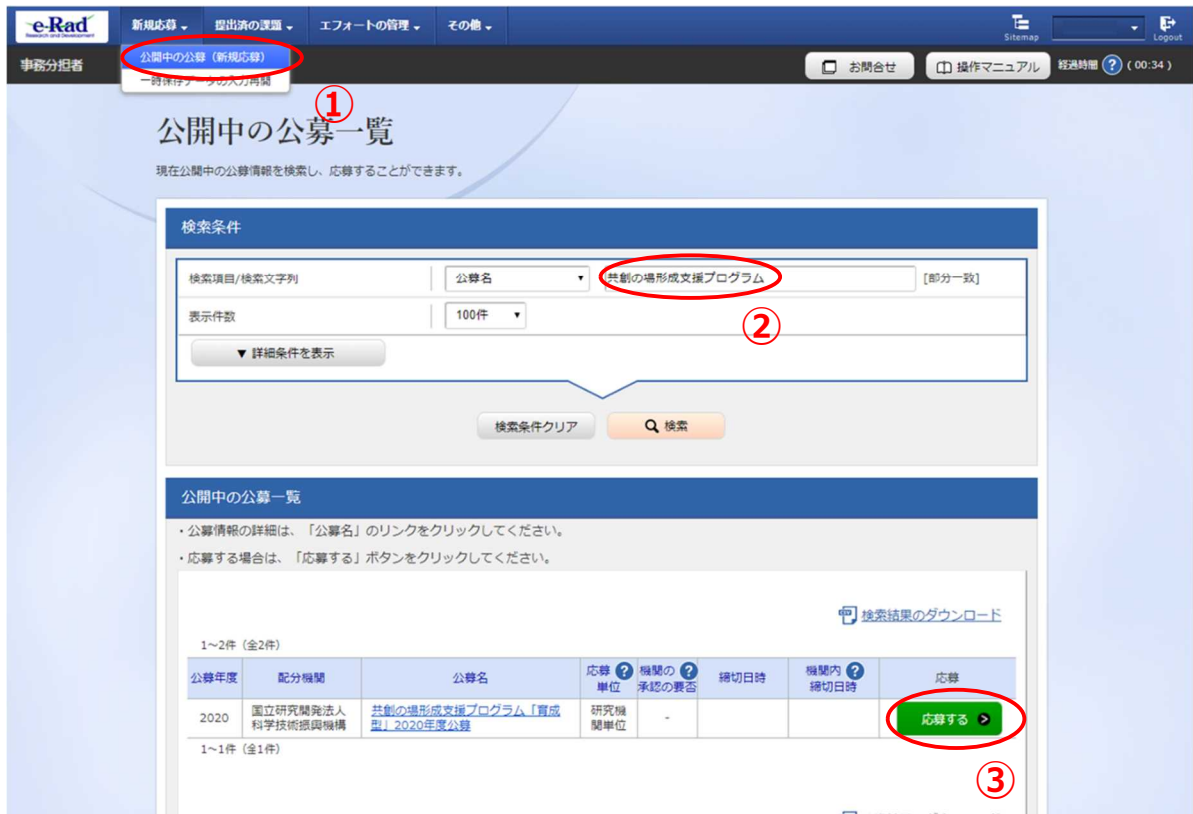 e-Rad
Research and Development
新規応募
提出済の課題
エフォートの管理
その他
Sitemap
Logout
公開中の公募（新規応募）
一時保存データの入力再開
事務分担者
お問合せ
操作マニュアル
経過時間 ? ( 00:34 )
①
公開中の公募一覧
現在公開中の公募情報を検索し、応募することができます。
検索条件
検索項目/検索文字列
公募名
共創の場形成支援プログラム
[部分一致]
表示件数
100件
②
▼ 詳細条件を表示
検索条件クリア
検索
公開中の公募一覧
・公募情報の詳細は、「公募名」のリンクをクリックしてください。
・応募する場合は、「応募する」ボタンをクリックしてください。
検索結果のダウンロード
1～2件（全2件）
公募年度
配分機関
公募名
応募 ?
単位
機関の ?
承認の要否
締切日時
機関内 ?
締切日時
応募
2020
国立研究開発法人
科学技術振興機構
共創の場形成支援プログラム「育成
型」2020年度公募
研究機
関単位
-
応募する
1～1件（全1件）
③